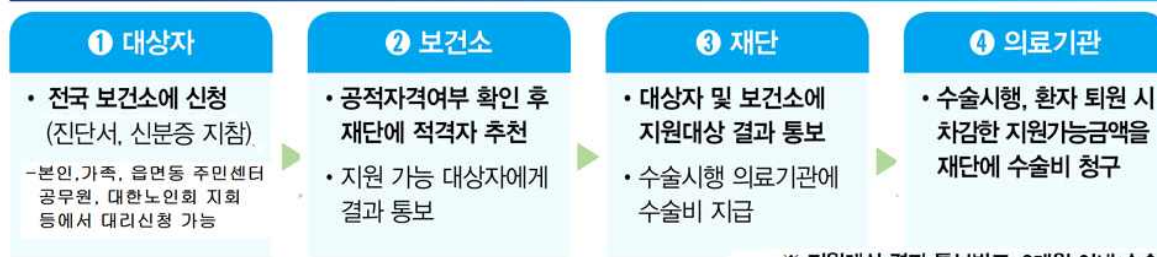 ❶ 대상자
• 전국 보건소에 신청
(진단서, 신분증 지참)
-본인,가족, 읍면동 주민센터
공무원, 대한노인회 지회
등에서 대리신청 가능
❷ 보건소
• 공적자격여부 확인 후
재단에 적격자 추천
• 지원 가능 대상자에게
결과 통보
❸ 재단
• 대상자 및 보건소에
지원대상 결과 통보
• 수술시행 의료기관에
수술비 지급
❹ 의료기관
• 수술시행, 환자 퇴원 시
차감한 지원가능금액을
재단에 수술비 청구